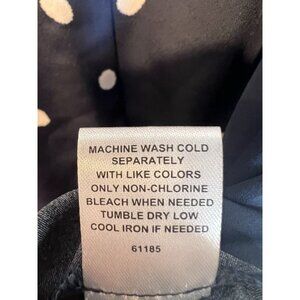 MACHINE WASH COLD
SEPARATELY
WITH LIKE COLORS
ONLY NON-CHLORINE
BLEACH WHEN NEEDED
TUMBLE DRY LOW
COOL IRON IF NEEDED
61185